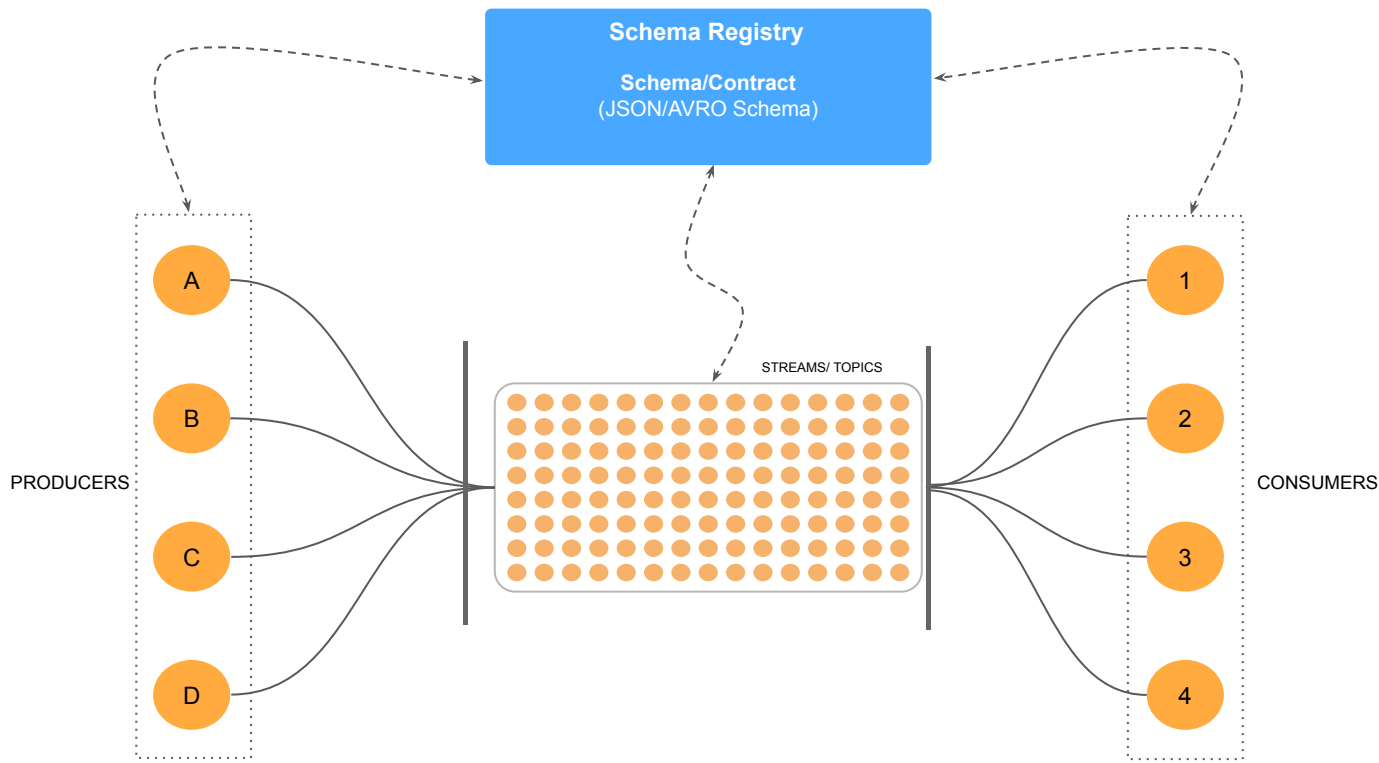 Schema Registry
Schema/Contract
(JSON/AVRO Schema)
A
B
C
D
PRODUCERS
STREAMS/ TOPICS
1
2
3
4
CONSUMERS